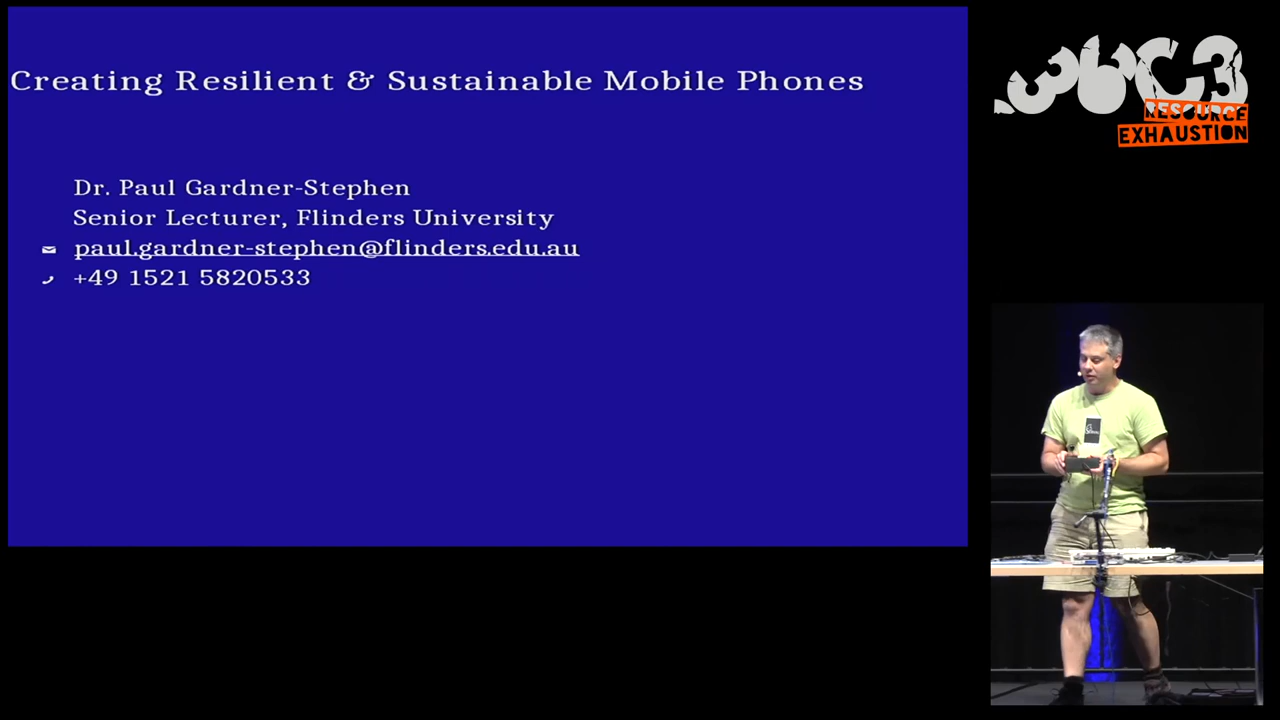 Creating Resilient & Sustainable Mobile Phones
Dr. Paul Gardner-Stephen
Senior Lecturer, Flinders University
paul.gardner-stephen@flinders.edu.au
+49 1521 5820533
36C3
RESOURCE
EXHAUSTION